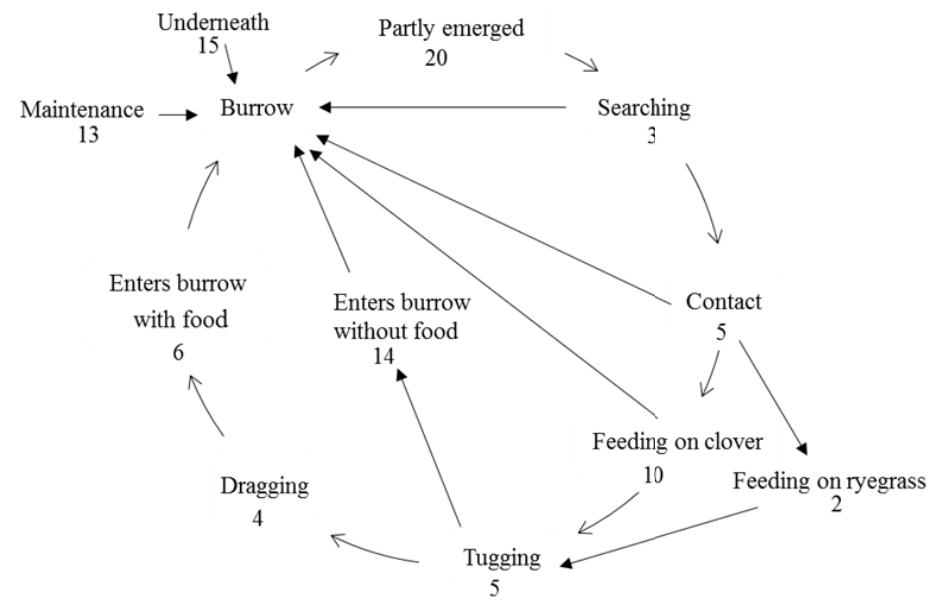 Underneath
15
Partly emerged
20
Maintenance
13
Burrow
Searching
3
Enters burrow
with food
6
Enters burrow
without food
14
Contact
5
Feeding on clover
10
Feeding on ryegrass
2
Dragging
4
Tugging
5